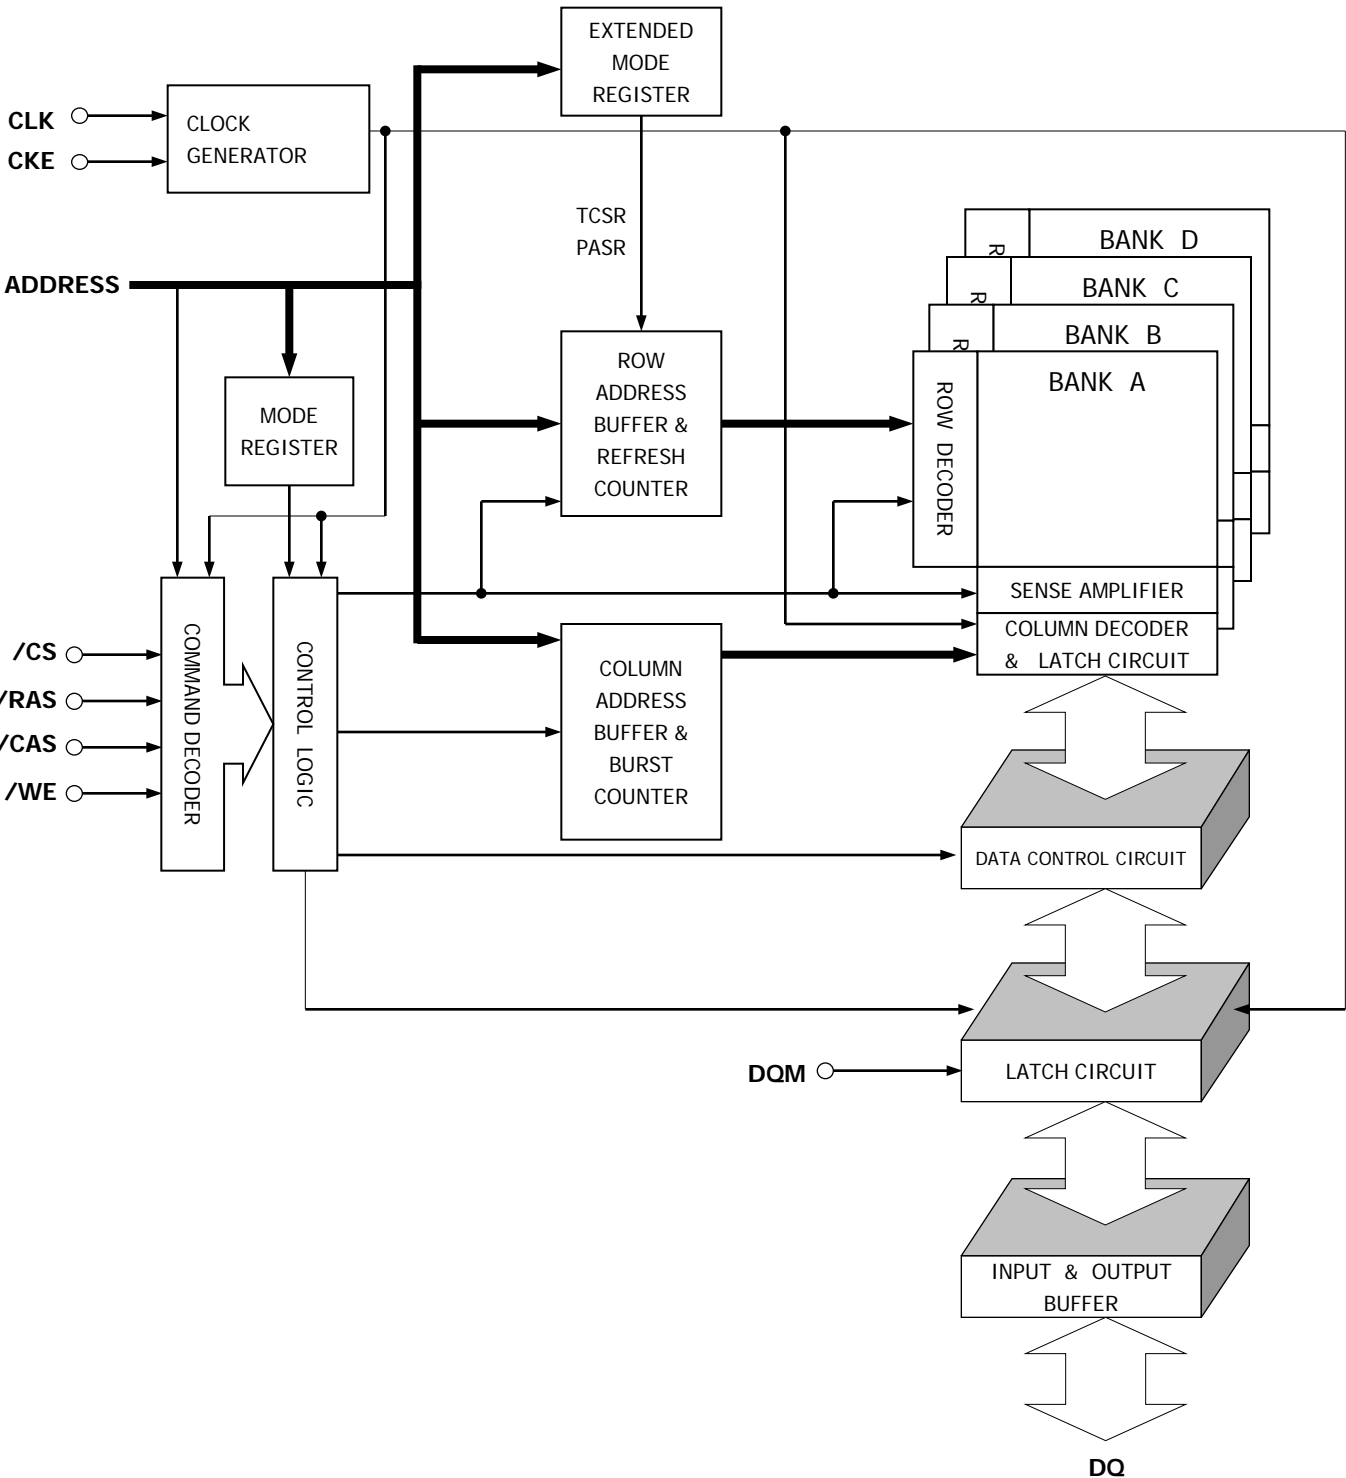 EXTENDED
MODE
REGISTER
CLK
CKE
CLOCK
GENERATOR
TCSR
PASR
ADDRESS
R
BANK D
R
BANK C
R
BANK B
BANK A
ROW DECODER
ROW
ADDRESS
BUFFER &
REFRESH
COUNTER
MODE
REGISTER
SENSE AMPLIFIER
COLUMN DECODER
& LATCH CIRCUIT
/CS
/RAS
/CAS
/WE
COMMAND DECODER
CONTROL LOGIC
COLUMN
ADDRESS
BUFFER &
BURST
COUNTER
DATA CONTROL CIRCUIT
DQM
LATCH CIRCUIT
INPUT & OUTPUT
BUFFER
DQ